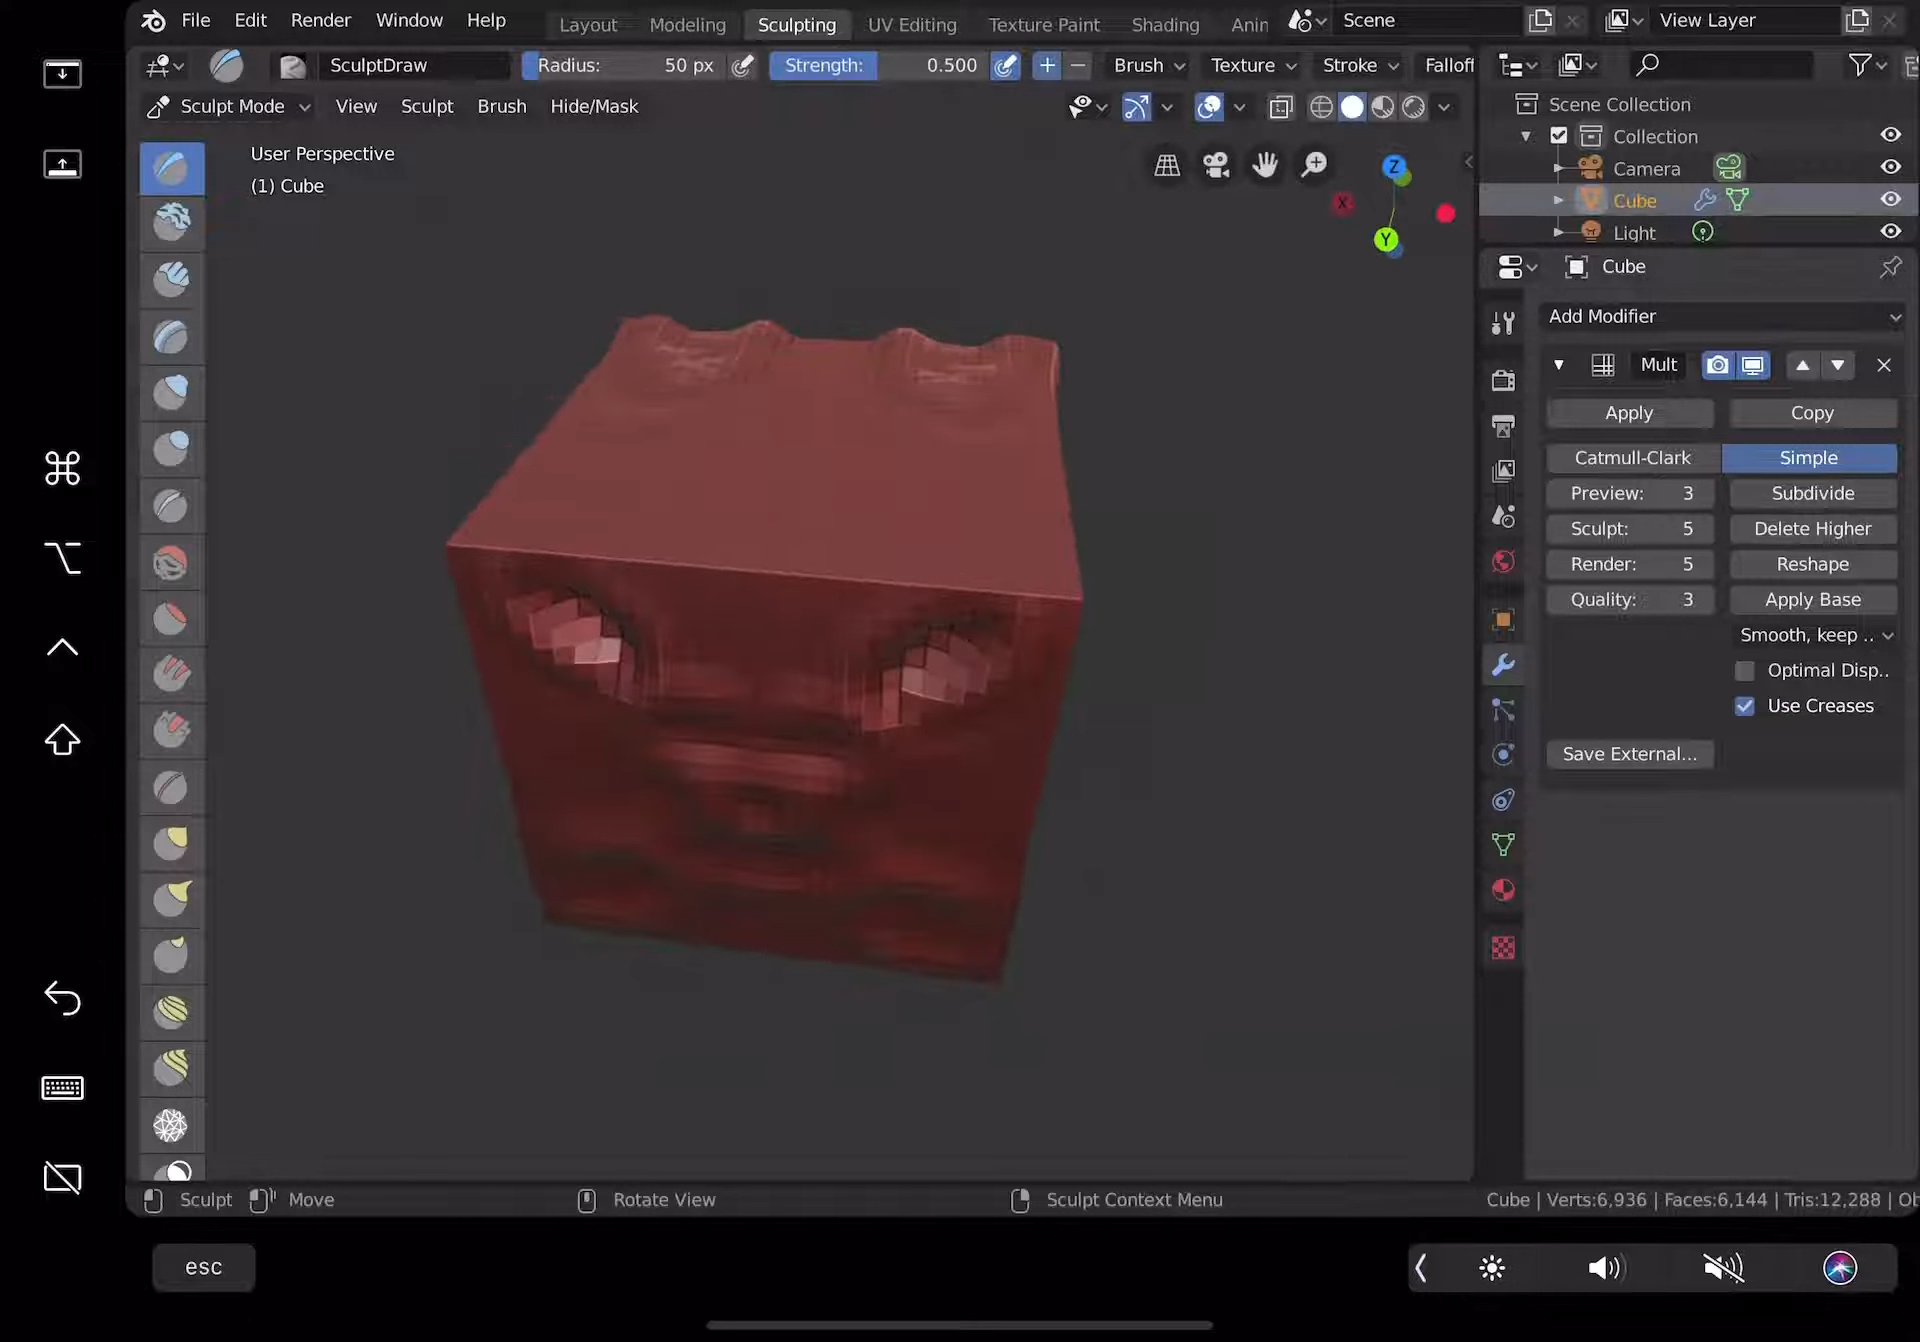 File Edit Render Window Help Layout Modeling Sculpting UV Editing Texture Paint Shading Anin Scene View Layer
SculptDraw Radius: 50 px Strength: 0.500 Brush Texture Stroke Falloff
Sculpt Mode View Sculpt Brush Hide/Mask
User Perspective
(1) Cube
Z
X
Y
Scene Collection
Collection
Camera
Cube
Light
Cube
Add Modifier
Mult
Apply Copy
Catmull-Clark Simple
Preview: 3 Subdivide
Sculpt: 5 Delete Higher
Render: 5 Reshape
Quality: 3 Apply Base
Smooth, keep ..
Optimal Disp..
Use Creases
Save External...
Sculpt Move Rotate View Sculpt Context Menu Cube | Verts:6,936 | Faces:6,144 | Tris:12,288 | Ob
esc